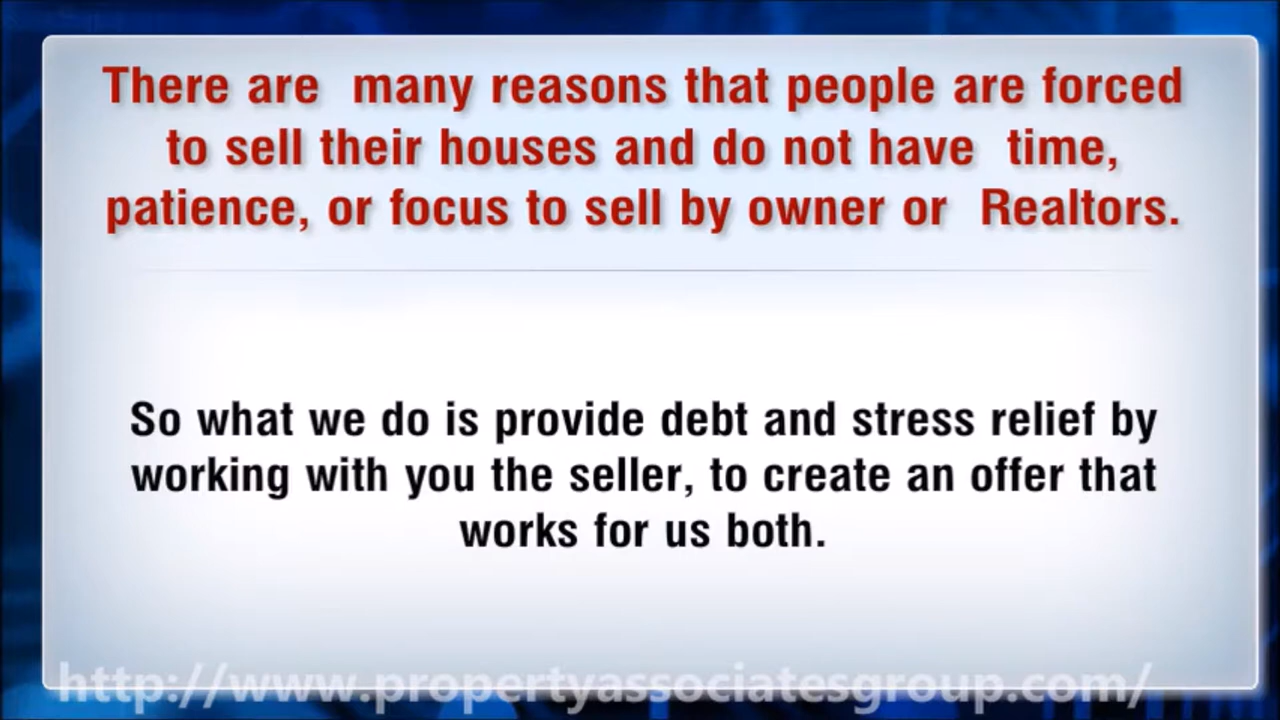 There are  many reasons that people are forced
to sell their houses and do not have  time,
patience, or focus to sell by owner or  Realtors.
So what we do is provide debt and stress relief by
working with you the seller, to create an offer that
works for us both.
http://www.propertyassociatesgroup.com/